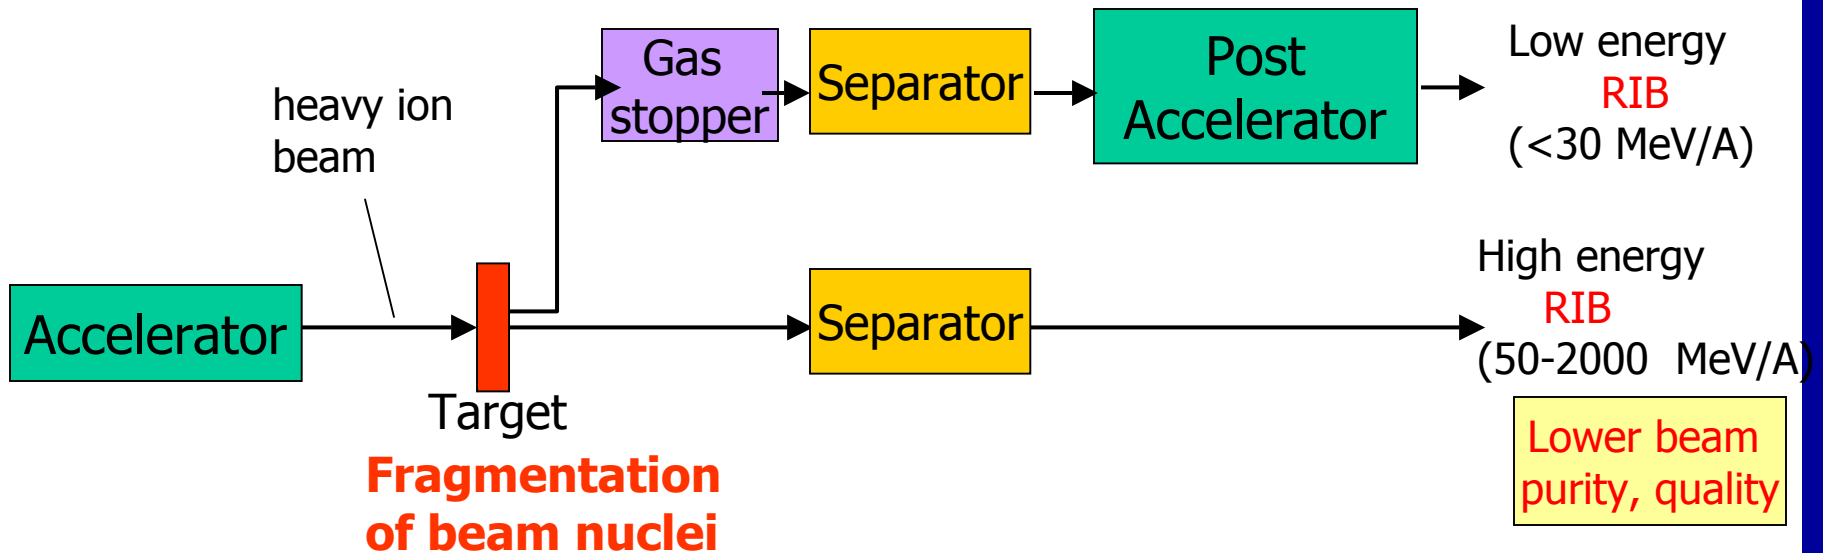 Gas
stopper
Separator
Post
Accelerator
Low energy
RIB
(<30 MeV/A)
heavy ion
beam
Accelerator
Target
Fragmentation
of beam nuclei
Separator
High energy
RIB
(50-2000 MeV/A)
Lower beam
purity, quality